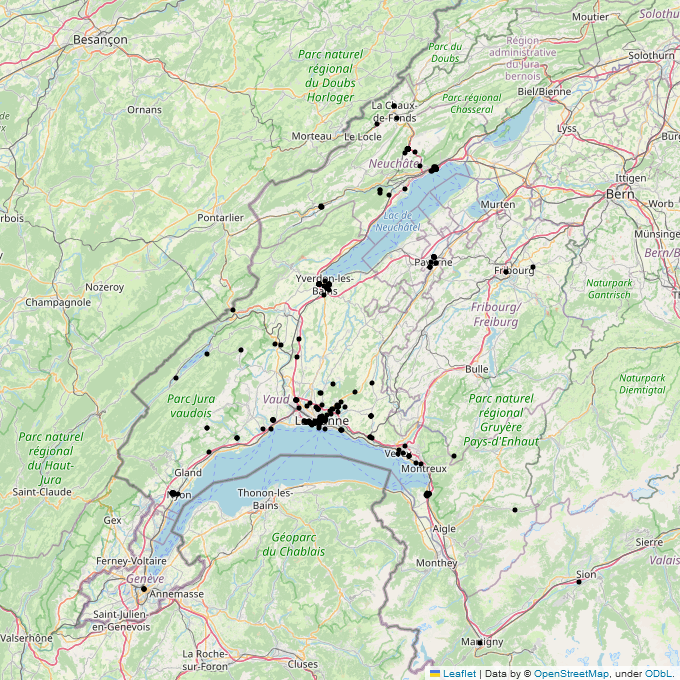 Besançon
Moutier
Solothurn
Région
administrative
du Jura
bernois
Parc du
Doubs
Solothurn
Parc naturel
régional
du Doubs
Horloger
Biel/Bienne
Parc régional
Chasseral
La Chaux-
de-Fonds
Ornans
Morteau
Le Locle
Lyss
Neuchâtel
Ittigen
Bern
Worb
Murten
Pontarlier
Lac de
Neuchâtel
Münsingen
Payerne
Fribourg
Bern/B
Yverdon-les-
Bains
Nozeroy
Naturpark
Gantrisch
Champagnole
Fribourg/
Freiburg
Bulle
Naturpark
Diemtigtal
Parc Jura
vaudois
Vaud
Lausanne
Parc naturel
régional
Gruyère
Pays-d'Enhaut
Parc naturel
régional du
Haut-Jura
Vevey
Montreux
Gland
Saint-Claude
Nyon
Thonon-les-
Bains
Gex
Aigle
Géoparc
du Chablais
Sierre
Ferney-Voltaire
Monthey
Genève
Sion
Valais
Annemasse
Saint-Julien-
en-Genevois
Valserhône
Martigny
La Roche-
sur-Foron
Cluses
Leaflet | Data by © OpenStreetMap, under ODbL.